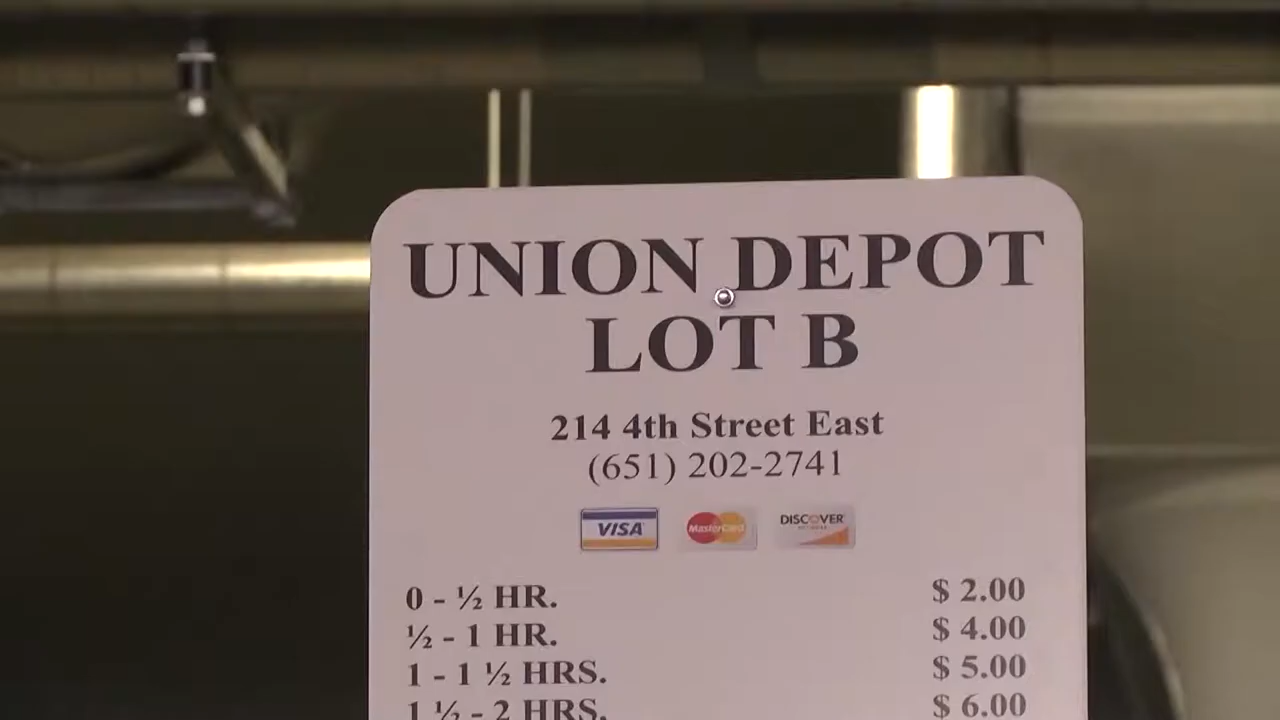 UNION DEPOT
LOT B
214 4th Street East
(651) 202-2741
VISA MasterCard DISCOVER
0 - ½ HR. $ 2.00
½ - 1 HR. $ 4.00
1 - 1 ½ HRS. $ 5.00
1 ½ - 2 HRS. $ 6.00